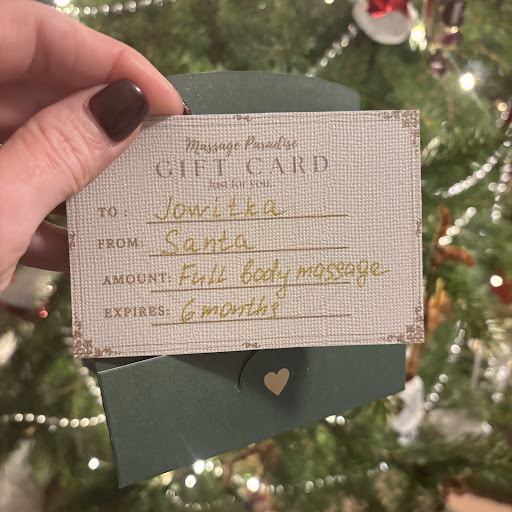 Massage Paradise
GIFT CARD
JUST FOR YOU..
TO: Jowitka
FROM: Santa
AMOUNT: Full body massage
EXPIRES: 6 months